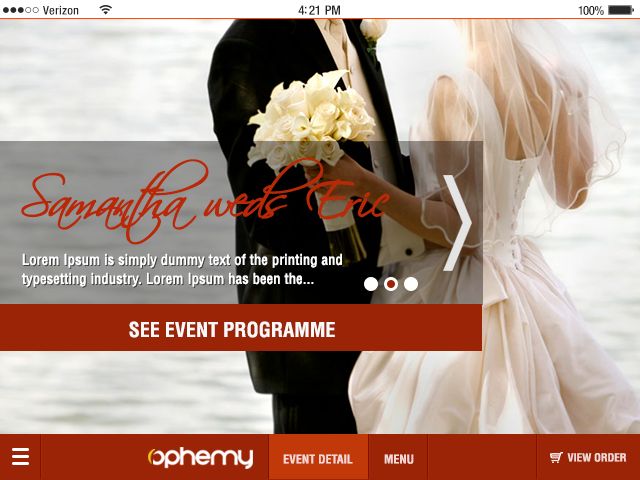 Verizon
4:21 PM
100%
Samantha weds Eric
Lorem Ipsum is simply dummy text of the printing and
typesetting industry. Lorem Ipsum has been the...
SEE EVENT PROGRAMME
ophemy
EVENT DETAIL
MENU
VIEW ORDER